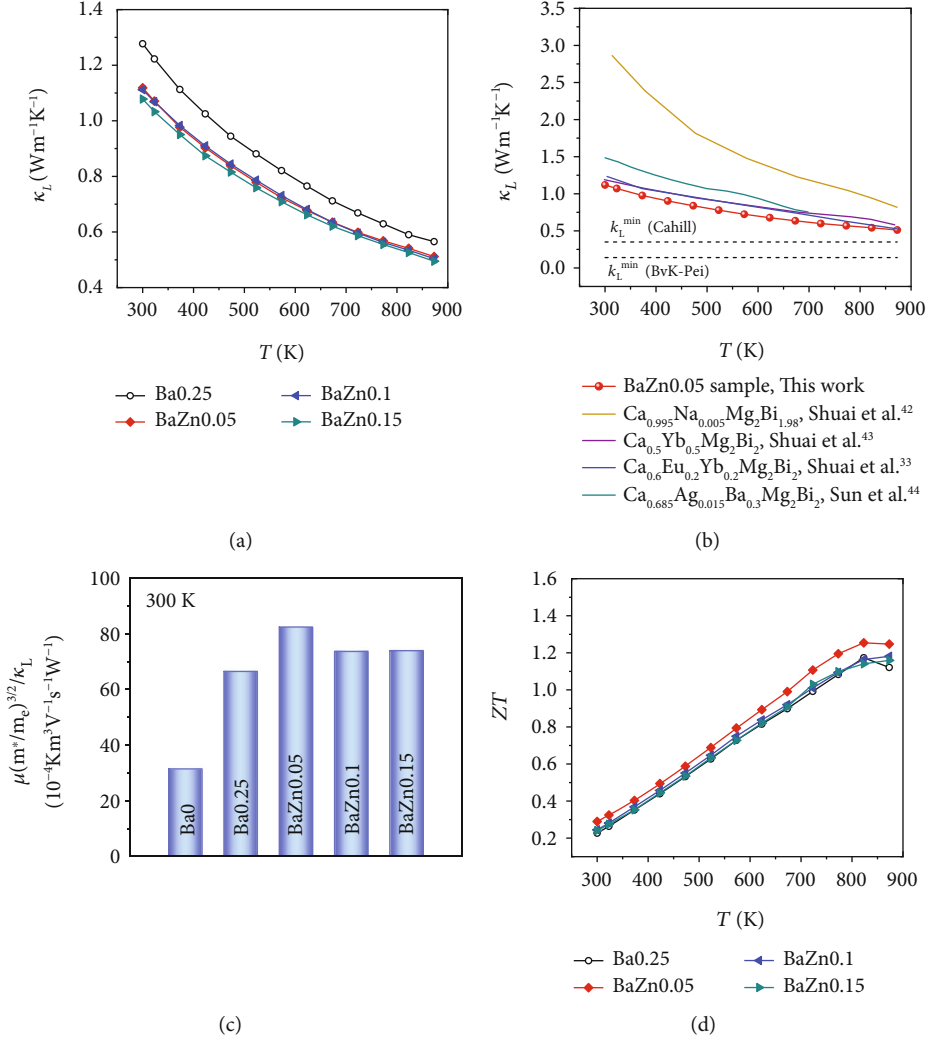 1.4
1.2
1.0
0.8
0.6
0.4
κL (Wm−1K−1)
300 400 500 600 700 800 900
T (K)
Ba0.25
BaZn0.1
BaZn0.05
BaZn0.15
(a)
3.5
3.0
2.5
2.0
1.5
1.0
0.5
0.0
κL (Wm−1K−1)
kLmin (Cahill)
kLmin (BvK-Pei)
300 400 500 600 700 800 900
T (K)
BaZn0.05 sample, This work
Ca0.995Na0.005Mg2Bi1.98, Shuai et al.42
Ca0.5Yb0.5Mg2Bi2, Shuai et al.43
Ca0.6Eu0.2Yb0.2Mg2Bi2, Shuai et al.33
Ca0.685Ag0.015Ba0.3Mg2Bi2, Sun et al.44
(b)
100
80
60
40
20
0
μ(m*/me)3/2/κL
(10−4Km3V−1s−1W−1)
300 K
Ba0
Ba0.25
BaZn0.05
BaZn0.1
BaZn0.15
(c)
1.6
1.4
1.2
1.0
0.8
0.6
0.4
0.2
ZT
300 400 500 600 700 800 900
T (K)
Ba0.25
BaZn0.1
BaZn0.05
BaZn0.15
(d)